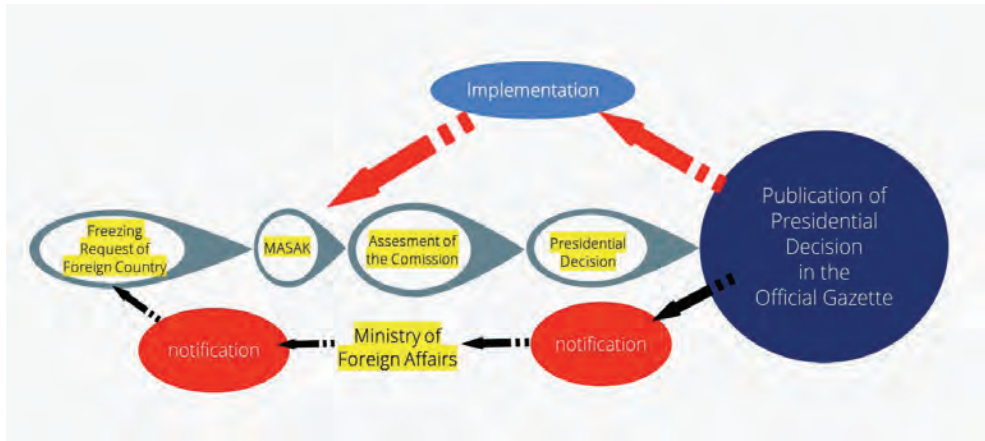 Implementation
Freezing
Request of
Foreign Country
MASAK
Assesment of
the Comission
Presidential
Decision
Publication of
Presidential
Decision
in the
Official Gazette
notification
Ministry of
Foreign Affairs
notification